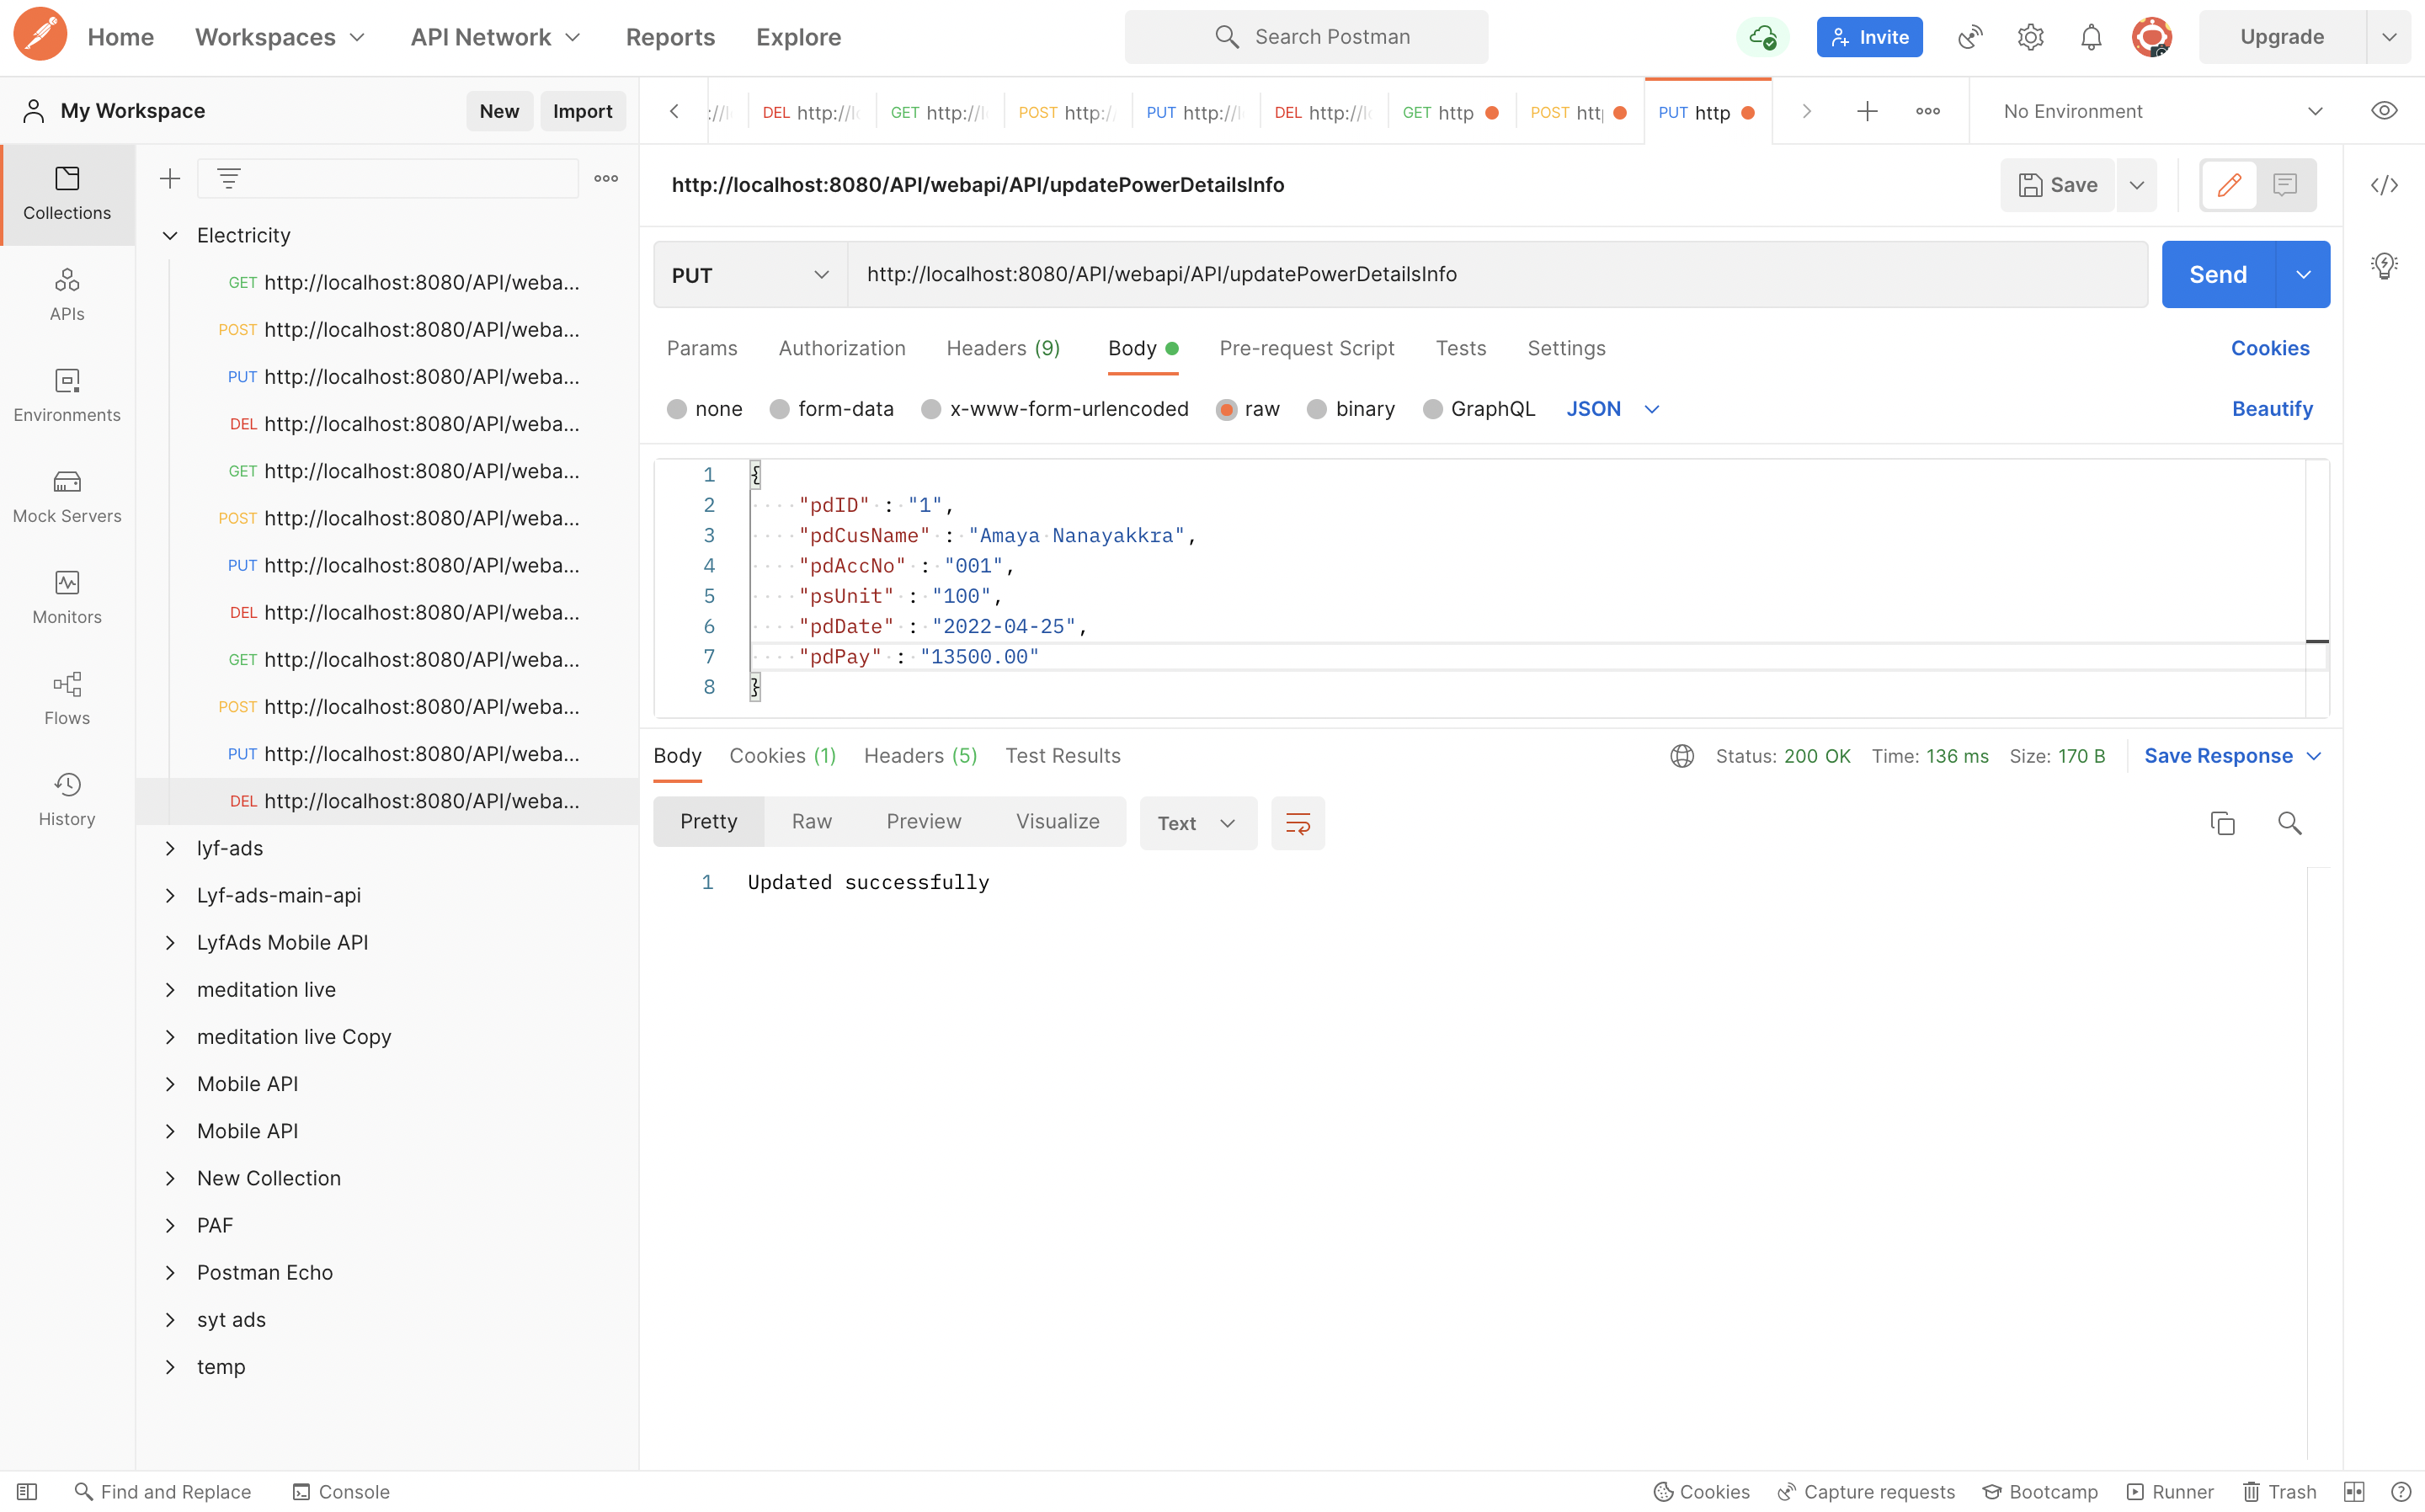 Home Workspaces API Network Reports Explore Search Postman Invite Upgrade
My Workspace New Import
DEL http://lo GET http://l POST http:/ PUT http://l DEL http://lo GET http POST htt PUT http No Environment
Collections
APIs
Environments
Mock Servers
Monitors
Flows
History
Electricity
GET http://localhost:8080/API/weba...
POST http://localhost:8080/API/weba...
PUT http://localhost:8080/API/weba...
DEL http://localhost:8080/API/weba...
GET http://localhost:8080/API/weba...
POST http://localhost:8080/API/weba...
PUT http://localhost:8080/API/weba...
DEL http://localhost:8080/API/weba...
GET http://localhost:8080/API/weba...
POST http://localhost:8080/API/weba...
PUT http://localhost:8080/API/weba...
DEL http://localhost:8080/API/weba...
lyf-ads
Lyf-ads-main-api
LyfAds Mobile API
meditation live
meditation live Copy
Mobile API
Mobile API
New Collection
PAF
Postman Echo
syt ads
temp
http://localhost:8080/API/webapi/API/updatePowerDetailsInfo Save
PUT http://localhost:8080/API/webapi/API/updatePowerDetailsInfo Send
Params Authorization Headers (9) Body Pre-request Script Tests Settings Cookies
none form-data x-www-form-urlencoded raw binary GraphQL JSON Beautify
1 {
2 "pdID" : "1",
3 "pdCusName" : "Amaya Nanayakkra",
4 "pdAccNo" : "001",
5 "psUnit" : "100",
6 "pdDate" : "2022-04-25",
7 "pdPay" : "13500.00"
8 }
Body Cookies (1) Headers (5) Test Results Status: 200 OK Time: 136 ms Size: 170 B Save Response
Pretty Raw Preview Visualize Text
1 Updated successfully
Find and Replace Console Cookies Capture requests Bootcamp Runner Trash